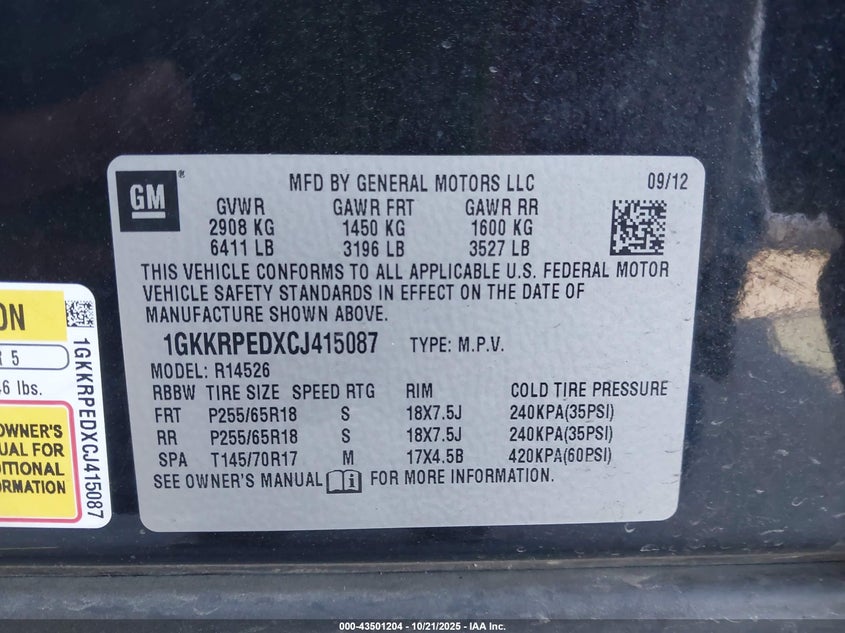 GM®
MFD BY GENERAL MOTORS LLC 09/12
GVWR GAWR FRT GAWR RR
2908 KG 1450 KG 1600 KG
6411 LB 3196 LB 3527 LB
THIS VEHICLE CONFORMS TO ALL APPLICABLE U.S. FEDERAL MOTOR
VEHICLE SAFETY STANDARDS IN EFFECT ON THE DATE OF
MANUFACTURE SHOWN ABOVE.
1GKKRPEDXCJ415087 TYPE: M.P.V.
MODEL: R14526
RBBW TIRE SIZE SPEED RTG RIM COLD TIRE PRESSURE
FRT P255/65R18 S 18X7.5J 240KPA(35PSI)
RR P255/65R18 S 18X7.5J 240KPA(35PSI)
SPA T145/70R17 M 17X4.5B 420KPA(60PSI)
SEE OWNER'S MANUAL FOR MORE INFORMATION.
ON
R 5
6 lbs.
OWNER'S
UAL FOR
DITIONAL
ORMATION
1GKKRPEDXCJ415087
000-43501204 - 10/21/2025 - IAA Inc.